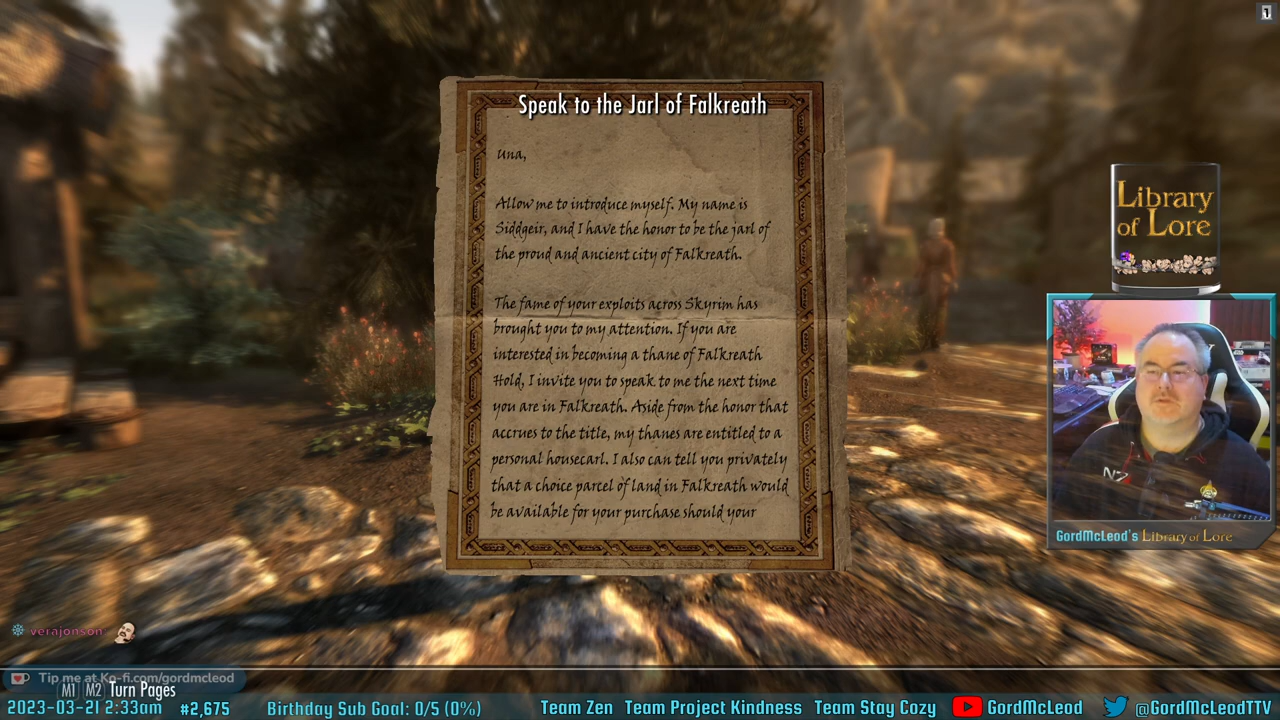 1
Speak to the Jarl of Falkreath
Una,
Allow me to introduce myself. My name is
Siddgeir, and I have the honor to be the jarl of
the proud and ancient city of Falkreath.
The fame of your exploits across Skyrim has
brought you to my attention. If you are
interested in becoming a thane of Falkreath
Hold, I invite you to speak to me the next time
you are in Falkreath. Aside from the honor that
accrues to the title, my thanes are entitled to a
personal housecarl. I also can tell you privately
that a choice parcel of land in Falkreath would
be available for your purchase should your
Library
of Lore
N7
GordMcLeod's Library of Lore
verajonson
Tip me at Ko-fi.com/gordmcleod
M1 M2 Turn Pages
2023-03-21 2:33am #2,675 Birthday Sub Goal: 0/5 (0%) Team Zen Team Project Kindness Team Stay Cozy GordMcLeod @GordMcLeodTTV